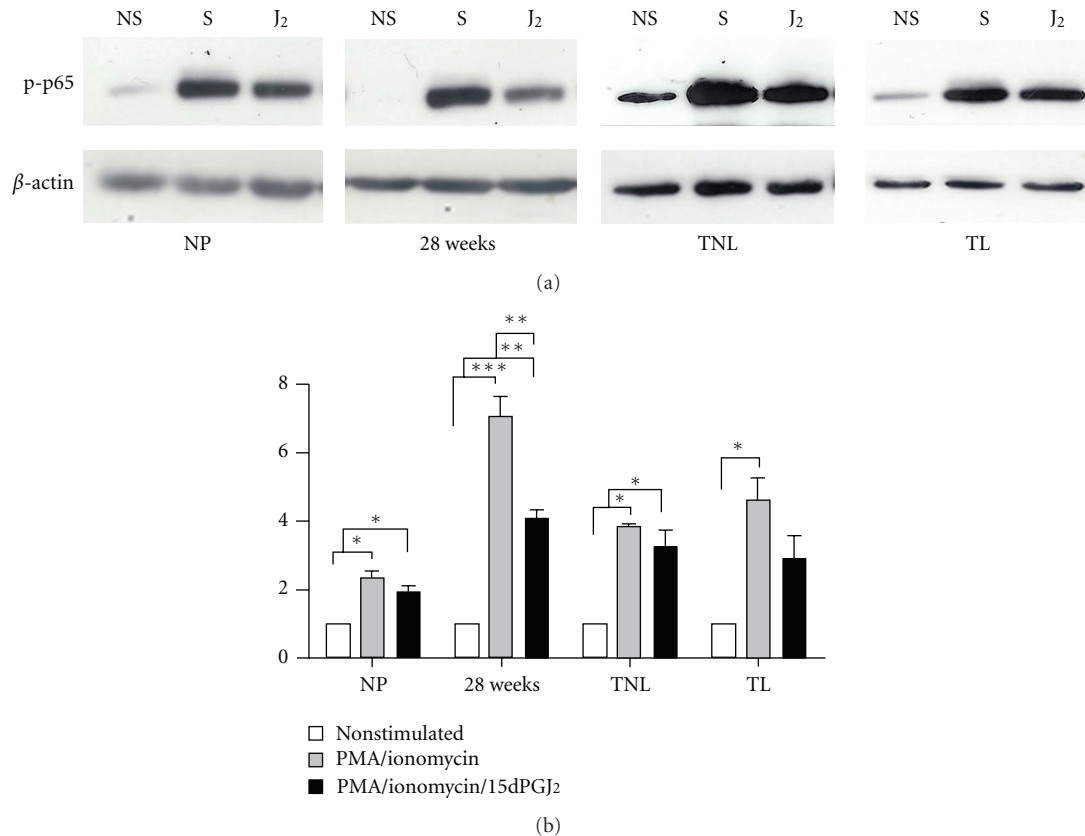 NS S J₂ NS S J₂ NS S J₂ NS S J₂
p-p65
β-actin
NP 28 weeks TNL TL
(a)
**
**
***
8
6
4
2
0
* *
* *
*
NP 28 weeks TNL TL
Nonstimulated
PMA/ionomycin
PMA/ionomycin/15dPGJ₂
(b)